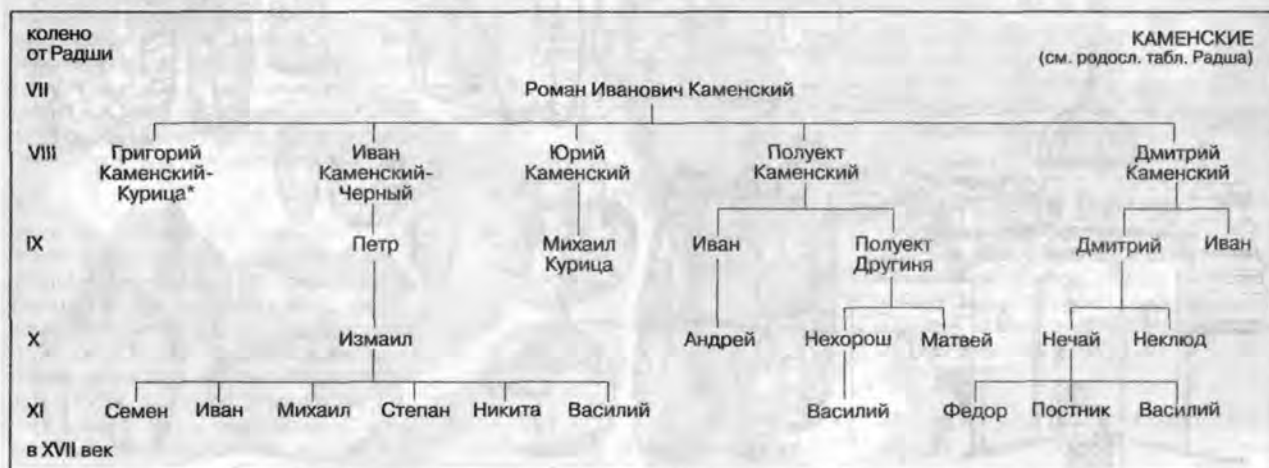 колено
от Радши
КАМЕНСКИЕ
(см. родосл. табл. Радша)
VII Роман Иванович Каменский
VIII Григорий Каменский-Курица* Иван Каменский-Черный Юрий Каменский Полуект Каменский Дмитрий Каменский
IX Петр Михаил Курица Иван Полуект Другиня Дмитрий Иван
X Измаил Андрей Нехорош Матвей Нечай Неклюд
XI Семен Иван Михаил Степан Никита Василий Василий Федор Постник Василий
в XVII век